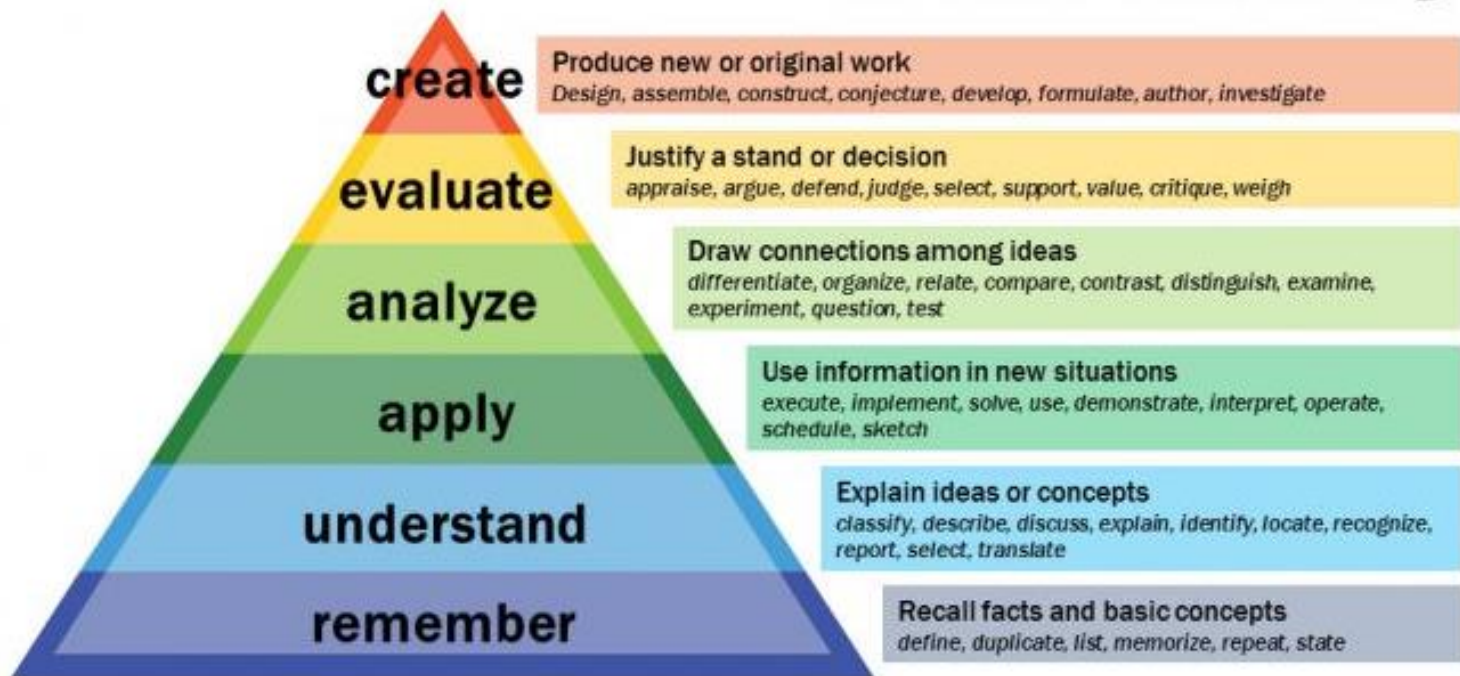 create
Produce new or original work
Design, assemble, construct, conjecture, develop, formulate, author, investigate
evaluate
Justify a stand or decision
appraise, argue, defend, judge, select, support, value, critique, weigh
analyze
Draw connections among ideas
differentiate, organize, relate, compare, contrast, distinguish, examine,
experiment, question, test
apply
Use information in new situations
execute, implement, solve, use, demonstrate, interpret, operate,
schedule, sketch
understand
Explain ideas or concepts
classify, describe, discuss, explain, identify, locate, recognize,
report, select, translate
remember
Recall facts and basic concepts
define, duplicate, list, memorize, repeat, state